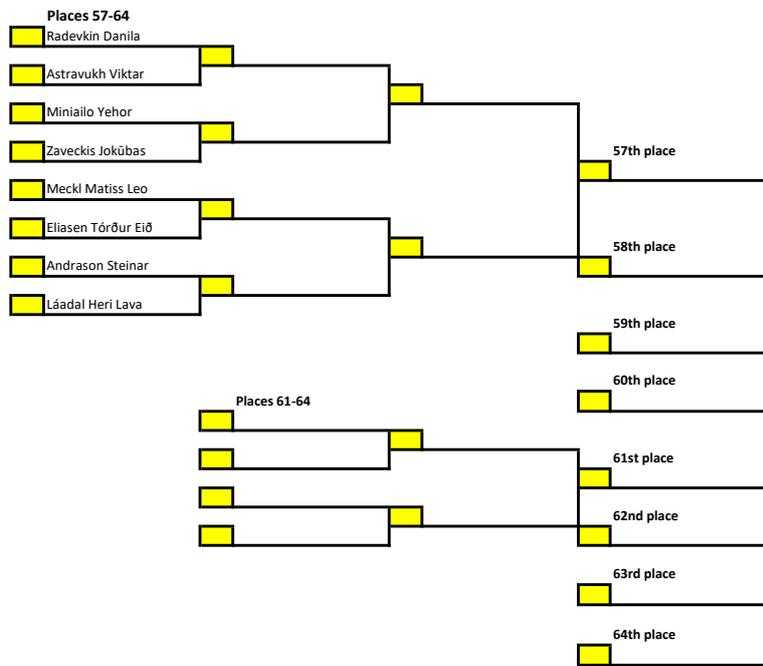 Places 57-64
Radevkin Danila
Astravukh Viktar
Miniailo Yehor
Zaveckis Jokūbas
57th place
Meckl Matiss Leo
Eliasen Tórður Eið
58th place
Andrason Steinar
Láadal Heri Lava
59th place
60th place
Places 61-64
61st place
62nd place
63rd place
64th place